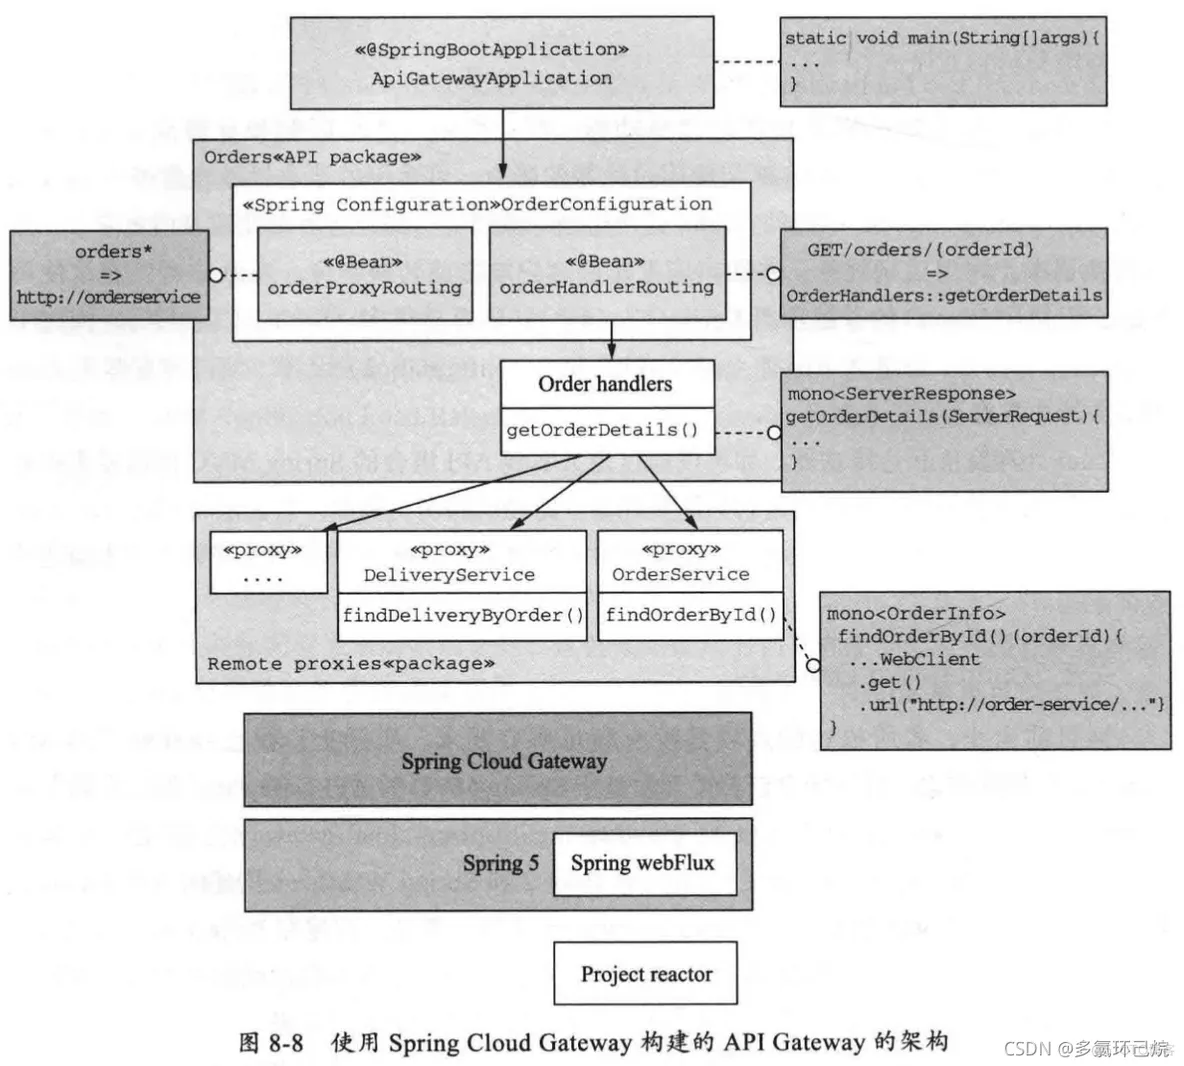 «@SpringBootApplication»
ApiGatewayApplication
static void main(String[]args){
...
}
Orders«API package»
«Spring Configuration»OrderConfiguration
orders*
=>
http://orderservice
«@Bean»
orderProxyRouting
«@Bean»
orderHandlerRouting
GET/orders/{orderId}
=>
OrderHandlers::getOrderDetails
Order handlers
getOrderDetails()
mono<ServerResponse>
getOrderDetails(ServerRequest){
...
}
«proxy»
....
«proxy»
DeliveryService
findDeliveryByOrder()
«proxy»
OrderService
findOrderById()
Remote proxies«package»
mono<OrderInfo>
findOrderById()(orderId){
...WebClient
.get()
.url("http://order-service/..."}
}
Spring Cloud Gateway
Spring 5
Spring webFlux
Project reactor
图 8-8 使用 Spring Cloud Gateway 构建的 API Gateway 的架构
CSDN @多氯环己烷